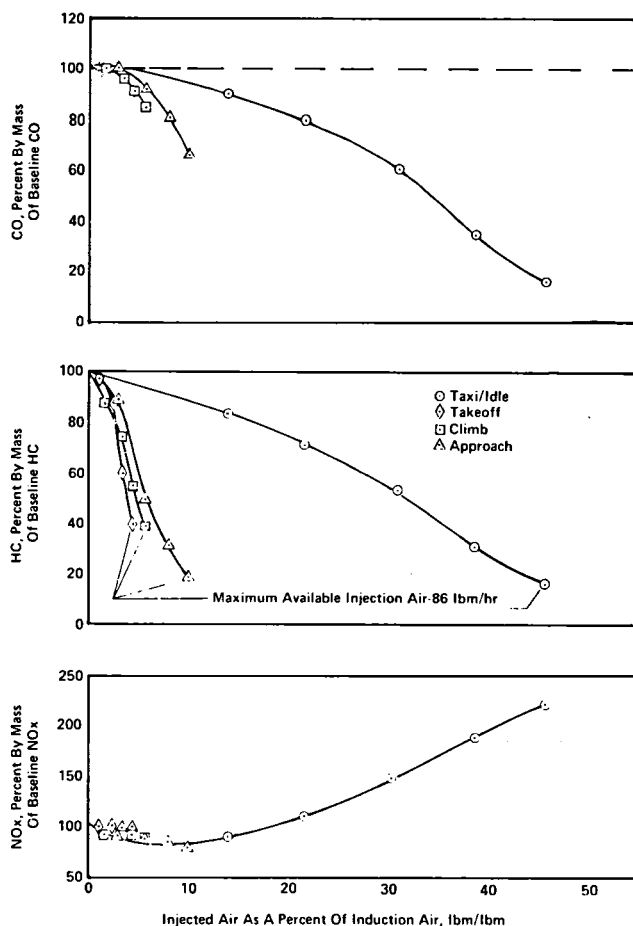 120
100
80
60
40
20
0
CO, Percent By Mass
Of Baseline CO
100
80
60
40
20
0
HC, Percent By Mass
Of Baseline HC
Taxi/Idle
Takeoff
Climb
Approach
Maximum Available Injection Air-86 lbm/hr
250
200
150
100
50
NOx, Percent By Mass
Of Baseline NOx
0
10
20
30
40
50
Injected Air As A Percent Of Induction Air, lbm/lbm